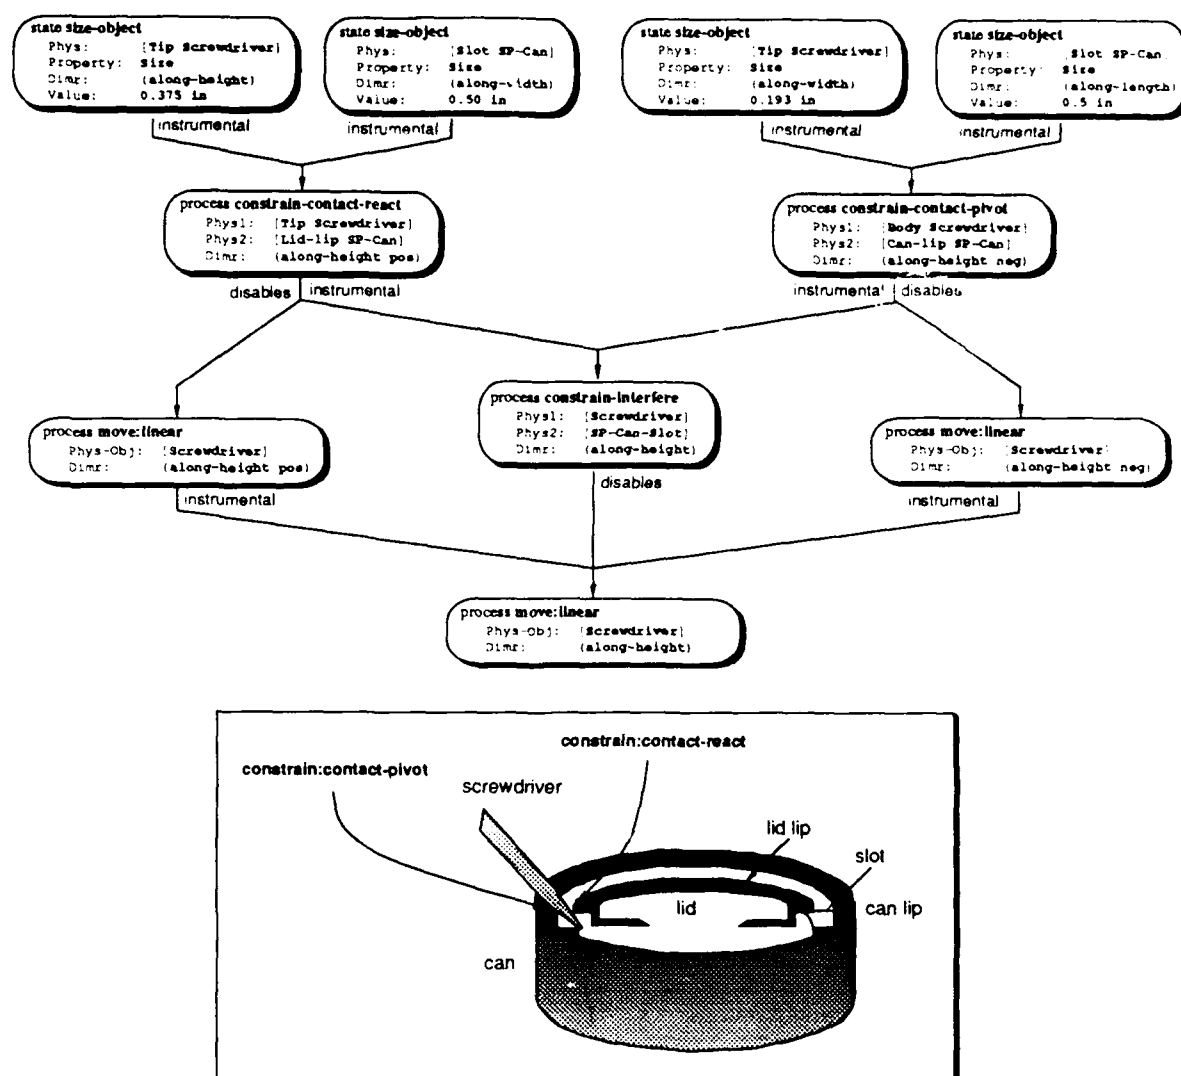 state size-object
Phys: [Tip Screwdriver]
Property: Size
Dimr: (along-height)
Value: 0.375 in
state size-object
Phys: [Slot SP-Can]
Property: Size
Dimr: (along-width)
Value: 0.50 in
state size-object
Phys: [Tip Screwdriver]
Property: Size
Dimr: (along-width)
Value: 0.193 in
state size-object
Phys: [Slot SP-Can]
Property: Size
Dimr: (along-length)
Value: 0.5 in
instrumental
instrumental
instrumental
instrumental
process constrain-contact-react
Phys1: [Tip Screwdriver]
Phys2: [Lid-lip SP-Can]
Dimr: (along-height pos)
process constrain-contact-pivot
Phys1: [Body Screwdriver]
Phys2: [Can-lip SP-Can]
Dimr: (along-height neg)
disables instrumental
instrumental disables
process constrain-interfere
Phys1: [Screwdriver]
Phys2: [SP-Can-Slot]
Dimr: (along-height)
process move:linear
Phys-Obj: [Screwdriver]
Dimr: (along-height pos)
process move:linear
Phys-Obj: [Screwdriver]
Dimr: (along-height neg)
instrumental
disables
instrumental
process move:linear
Phys-Obj: [Screwdriver]
Dimr: (along-height)
constrain:contact-react
constrain:contact-pivot
screwdriver
lid lip
slot
lid
can lip
can